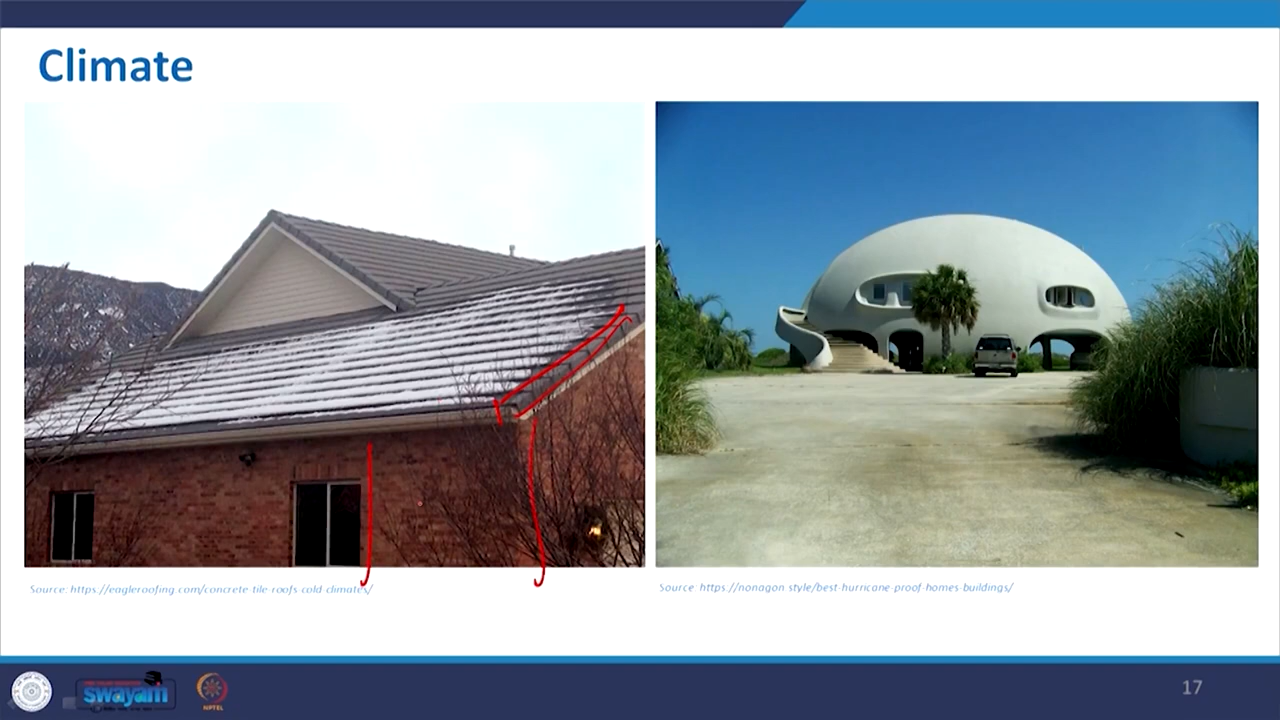 Climate
Source: https://eagleroofing.com/concrete-tile-roofs-cold-climates/
Source: https://nonagon.style/best-hurricane-proof-homes-buildings/
swayam
NPTEL
17